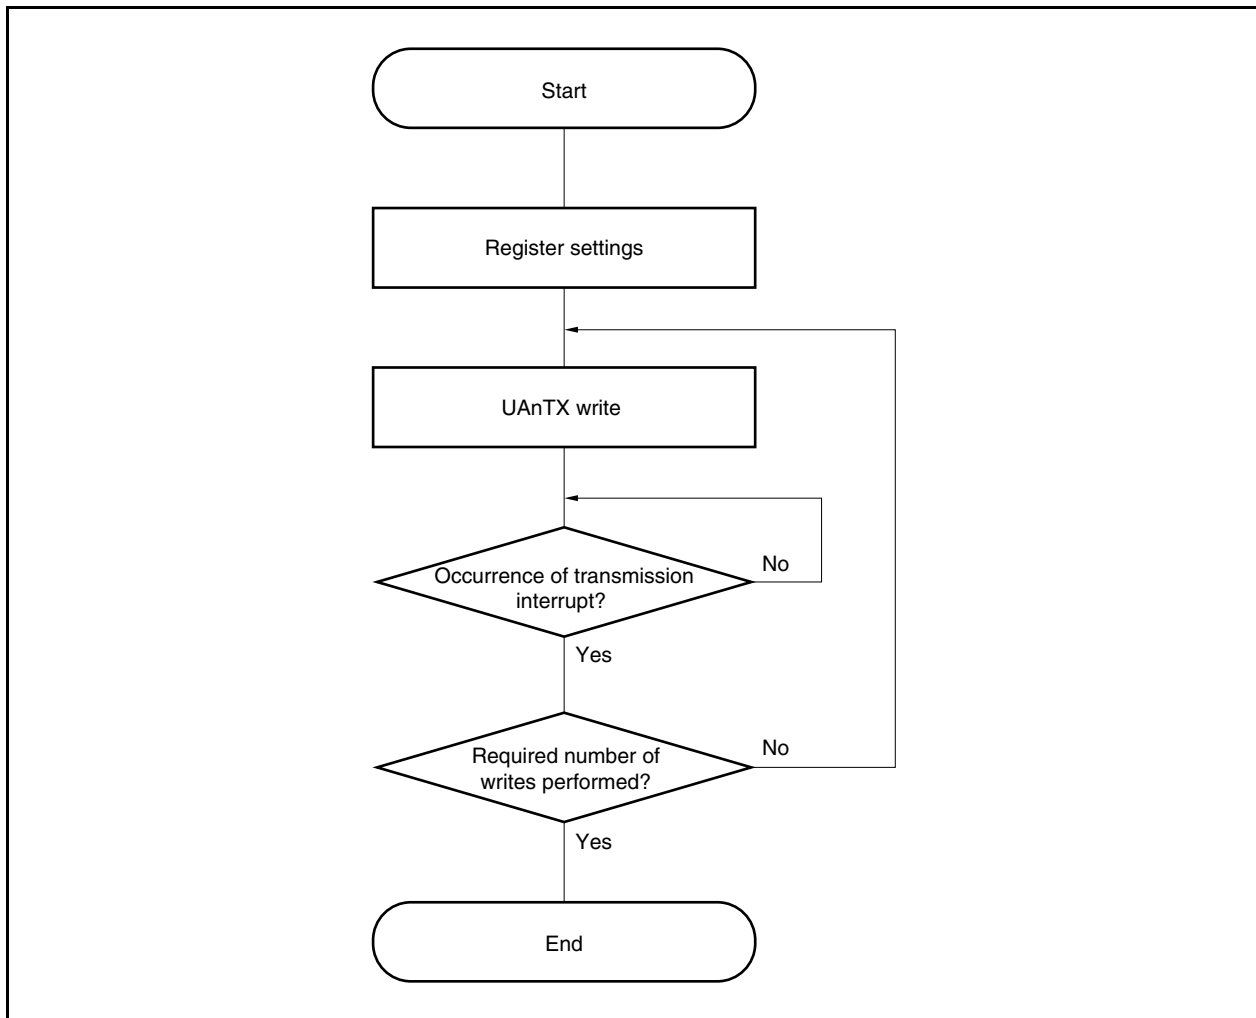 Start
Register settings
UAnTX write
Occurrence of transmission
interrupt?
No
Yes
Required number of
writes performed?
No
Yes
End